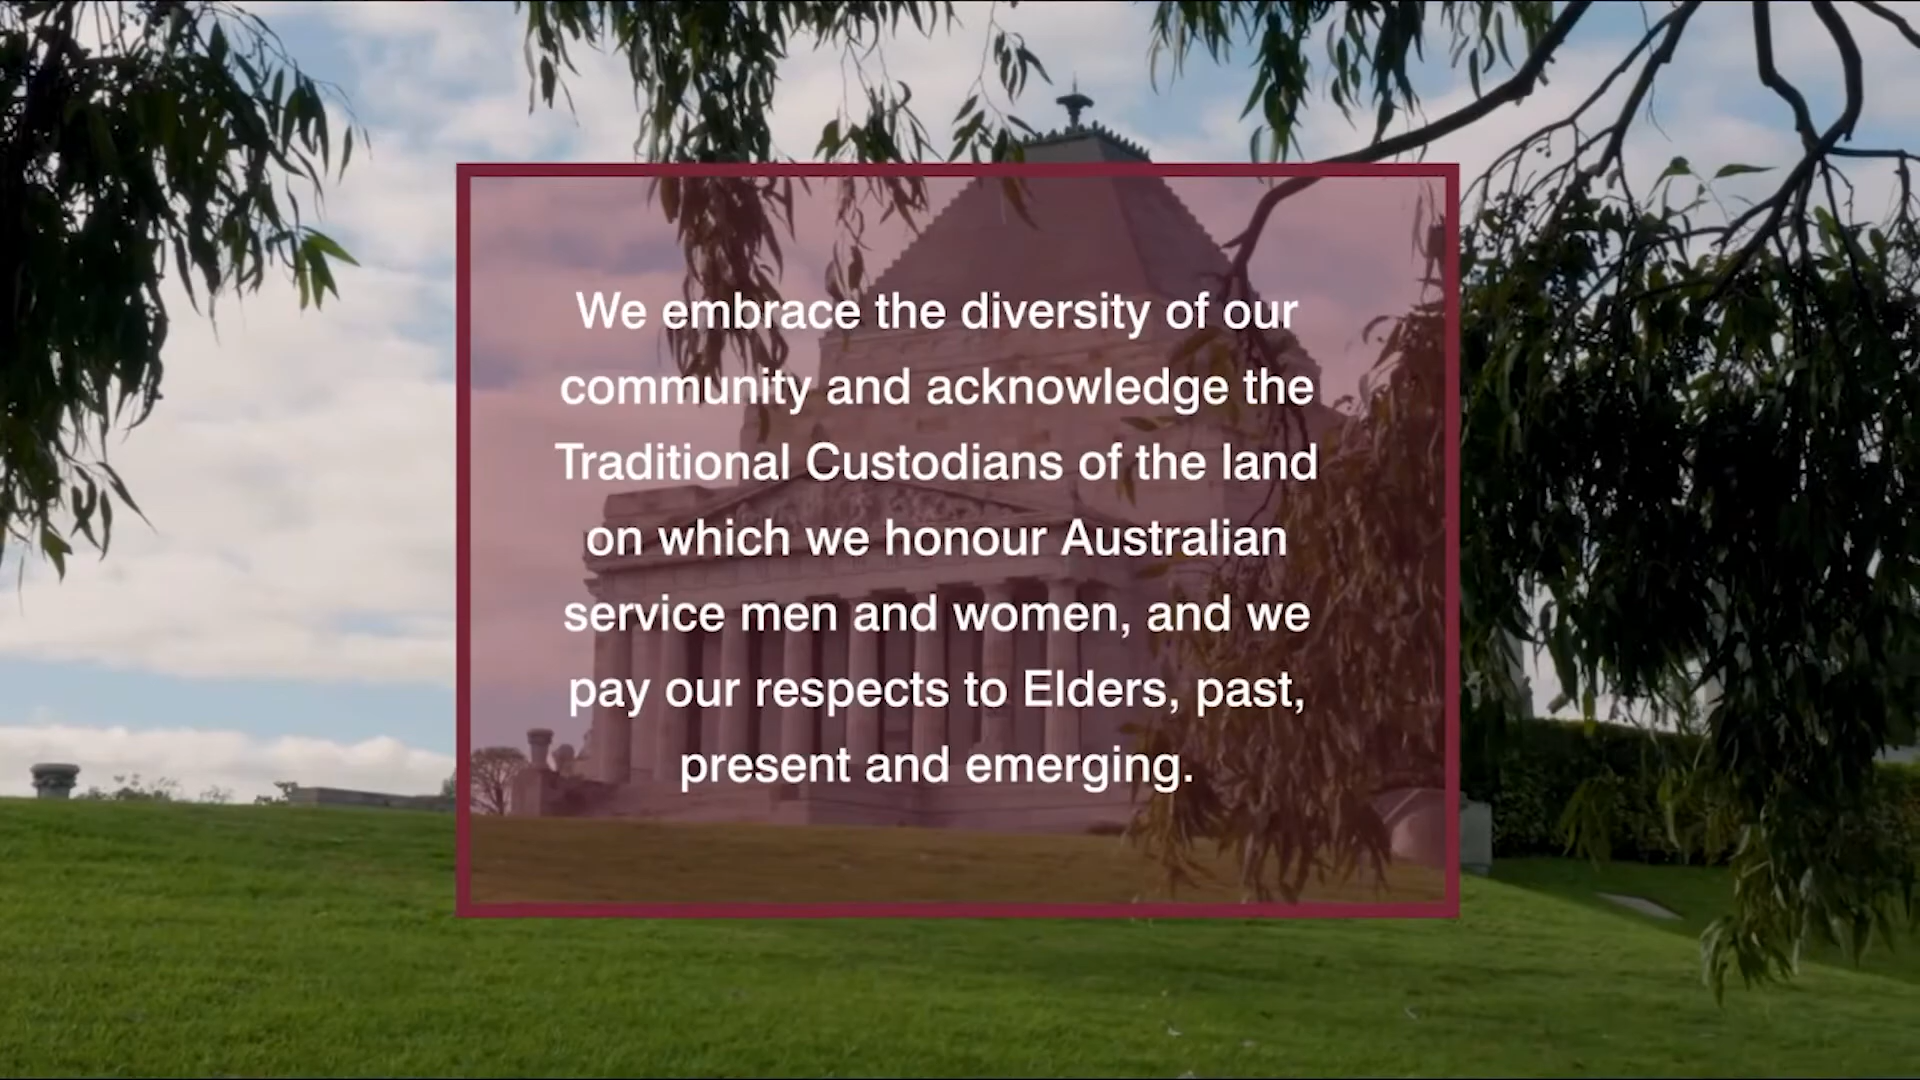 We embrace the diversity of our
community and acknowledge the
Traditional Custodians of the land
on which we honour Australian
service men and women, and we
pay our respects to Elders, past,
present and emerging.